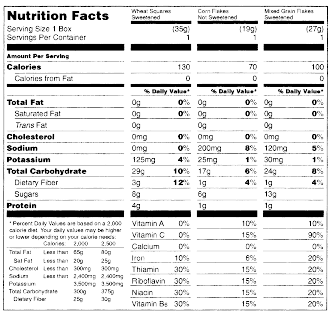 Nutrition Facts Wheat Squares Sweetened Corn Flakes Not Sweetened Mixed Grain Flakes Sweetened
Serving Size 1 Box (35g) (19g) (27g)
Servings Per Container 1 1 1
Amount Per Serving
Calories 130 70 100
Calories from Fat 0 0 0
% Daily Value* % Daily Value* % Daily Value*
Total Fat 0g 0% 0g 0% 0g 0%
Saturated Fat 0g 0% 0g 0% 0g 0%
Trans Fat 0g 0g 0g
Cholesterol 0mg 0% 0mg 0% 0mg 0%
Sodium 0mg 0% 200mg 8% 120mg 5%
Potassium 125mg 4% 25mg 1% 30mg 1%
Total Carbohydrate 29g 10% 17g 6% 24g 8%
Dietary Fiber 3g 12% 1g 4% 1g 4%
Sugars 8g 6g 13g
Protein 4g 1g 1g
* Percent Daily Values are based on a 2,000
calorie diet. Your daily values may be higher
or lower depending on your calorie needs:
Calories 2,000 2,500
Total Fat Less than 65g 80g
Sat Fat Less than 20g 25g
Cholesterol Less than 300mg 300mg
Sodium Less than 2,400mg 2,400mg
Potassium 3,500mg 3,500mg
Total Carbohydrate 300g 375g
Dietary Fiber 25g 30g
Vitamin A 0% 10% 10%
Vitamin C 0% 15% 90%
Calcium 0% 0% 0%
Iron 10% 6% 20%
Thiamin 30% 15% 20%
Riboflavin 30% 15% 20%
Niacin 30% 15% 20%
Vitamin B6 30% 15% 20%